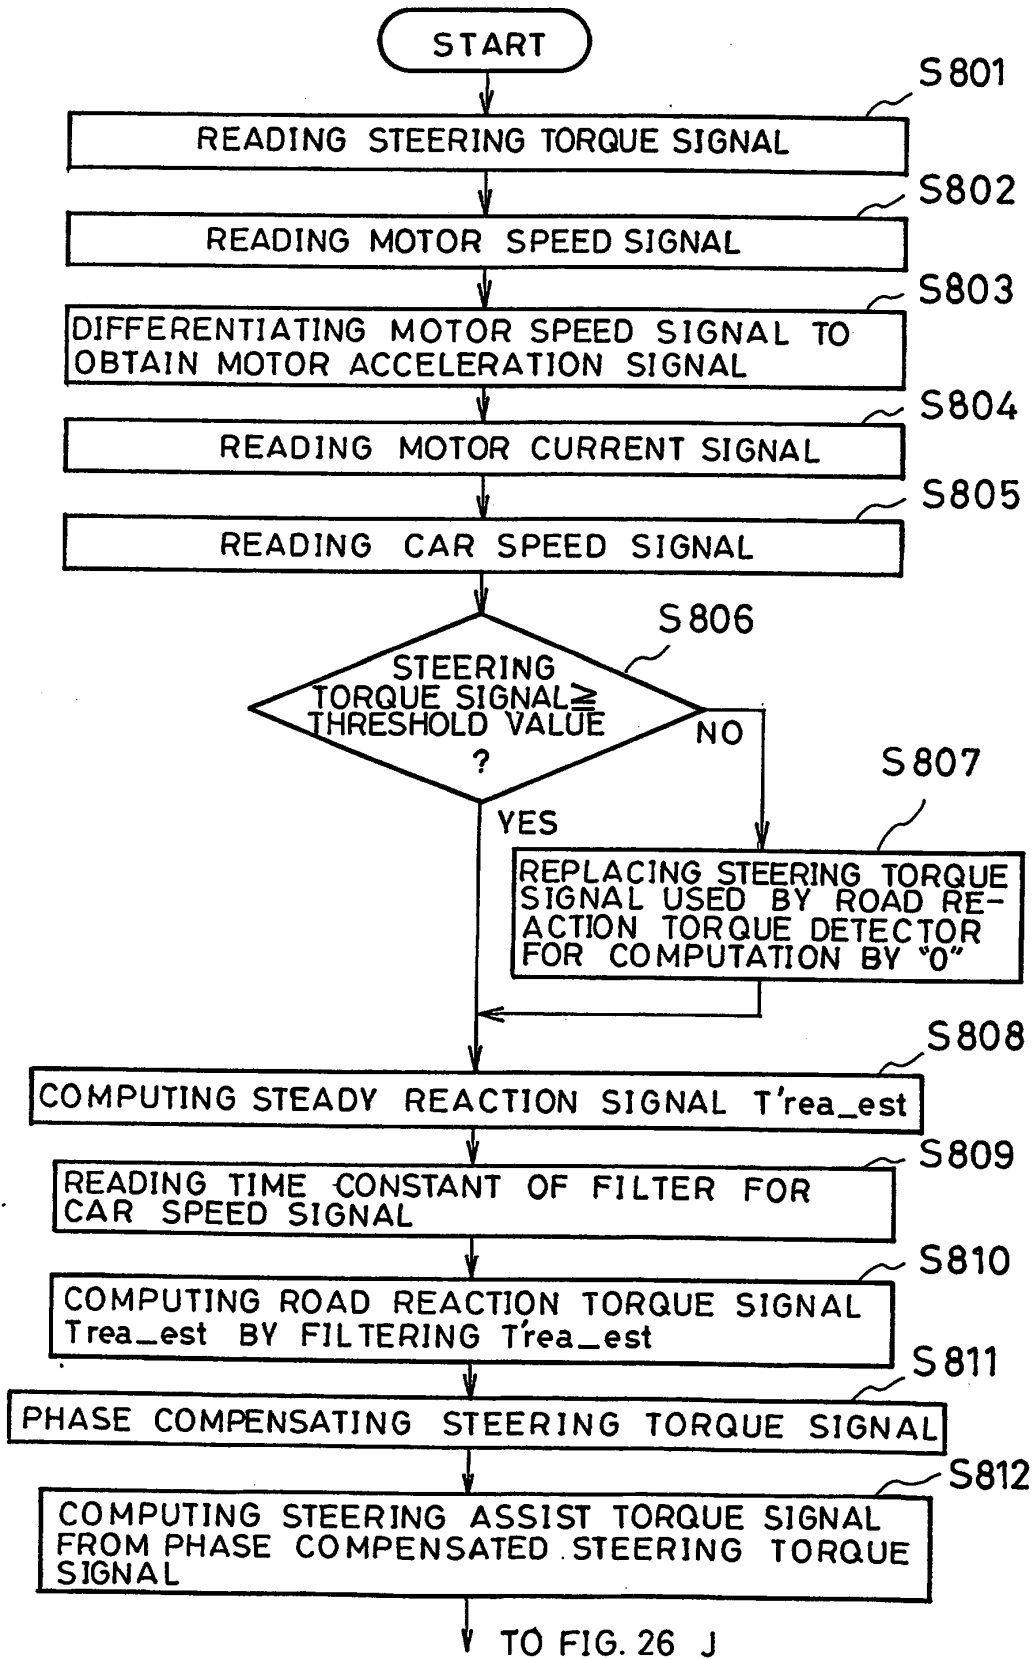 START
S801
READING STEERING TORQUE SIGNAL
S802
READING MOTOR SPEED SIGNAL
S803
DIFFERENTIATING MOTOR SPEED SIGNAL TO
OBTAIN MOTOR ACCELERATION SIGNAL
S804
READING MOTOR CURRENT SIGNAL
S805
READING CAR SPEED SIGNAL
S806
STEERING
TORQUE SIGNAL≧
THRESHOLD VALUE
?
NO
YES
S807
REPLACING STEERING TORQUE
SIGNAL USED BY ROAD RE-
ACTION TORQUE DETECTOR
FOR COMPUTATION BY "0"
S808
COMPUTING STEADY REACTION SIGNAL T'rea_est
S809
READING TIME CONSTANT OF FILTER FOR
CAR SPEED SIGNAL
S810
COMPUTING ROAD REACTION TORQUE SIGNAL
Trea_est BY FILTERING T'rea_est
S811
PHASE COMPENSATING STEERING TORQUE SIGNAL
S812
COMPUTING STEERING ASSIST TORQUE SIGNAL
FROM PHASE COMPENSATED STEERING TORQUE
SIGNAL
TO FIG. 26 J